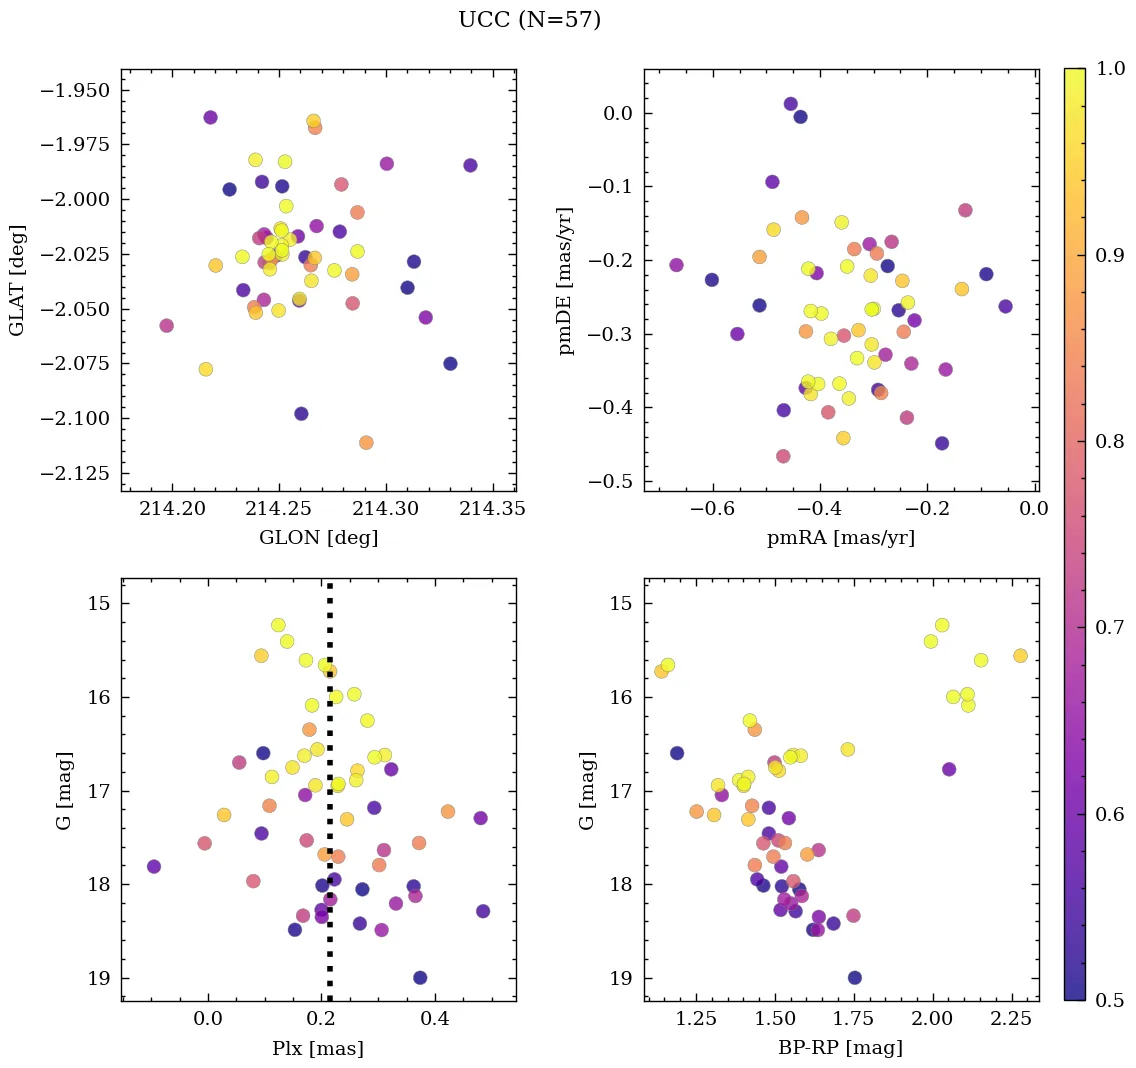 UCC (N=57)
−1.950
−1.975
−2.000
−2.025
−2.050
−2.075
−2.100
−2.125
GLAT [deg]
214.20 214.25 214.30 214.35
GLON [deg]
0.0
−0.1
−0.2
−0.3
−0.4
−0.5
pmDE [mas/yr]
−0.6 −0.4 −0.2 0.0
pmRA [mas/yr]
15
16
17
18
19
G [mag]
0.0 0.2 0.4
Plx [mas]
15
16
17
18
19
G [mag]
1.25 1.50 1.75 2.00 2.25
BP-RP [mag]
1.0
0.9
0.8
0.7
0.6
0.5